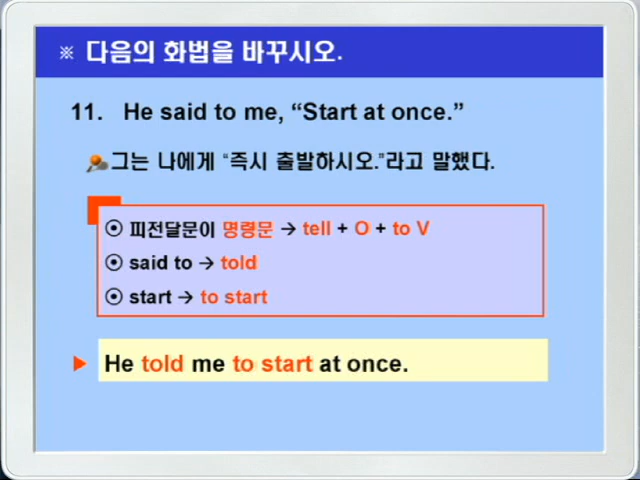 ※ 다음의 화법을 바꾸시오.
11. He said to me, “Start at once.”
그는 나에게 “즉시 출발하시오.”라고 말했다.
⊙ 피전달문이 명령문 → tell + O + to V
⊙ said to → told
⊙ start → to start
▶ He told me to start at once.